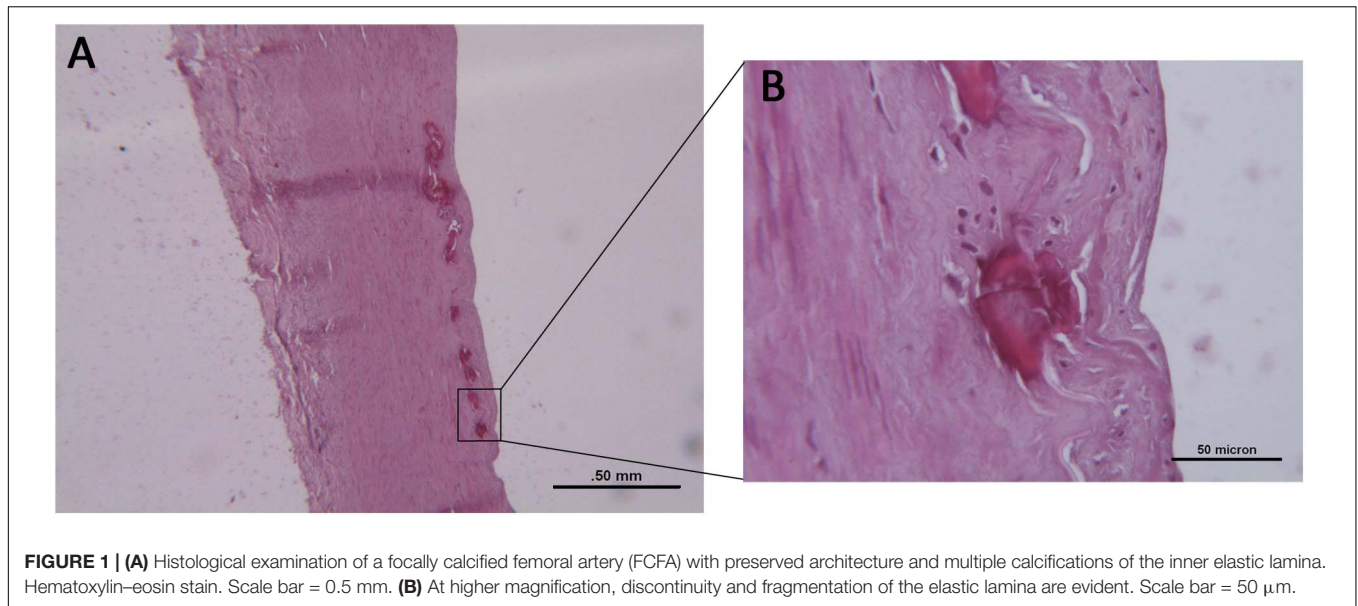 A
B
.50 mm
50 micron
FIGURE 1 | (A) Histological examination of a focally calcified femoral artery (FCFA) with preserved architecture and multiple calcifications of the inner elastic lamina.
Hematoxylin–eosin stain. Scale bar = 0.5 mm. (B) At higher magnification, discontinuity and fragmentation of the elastic lamina are evident. Scale bar = 50 μm.